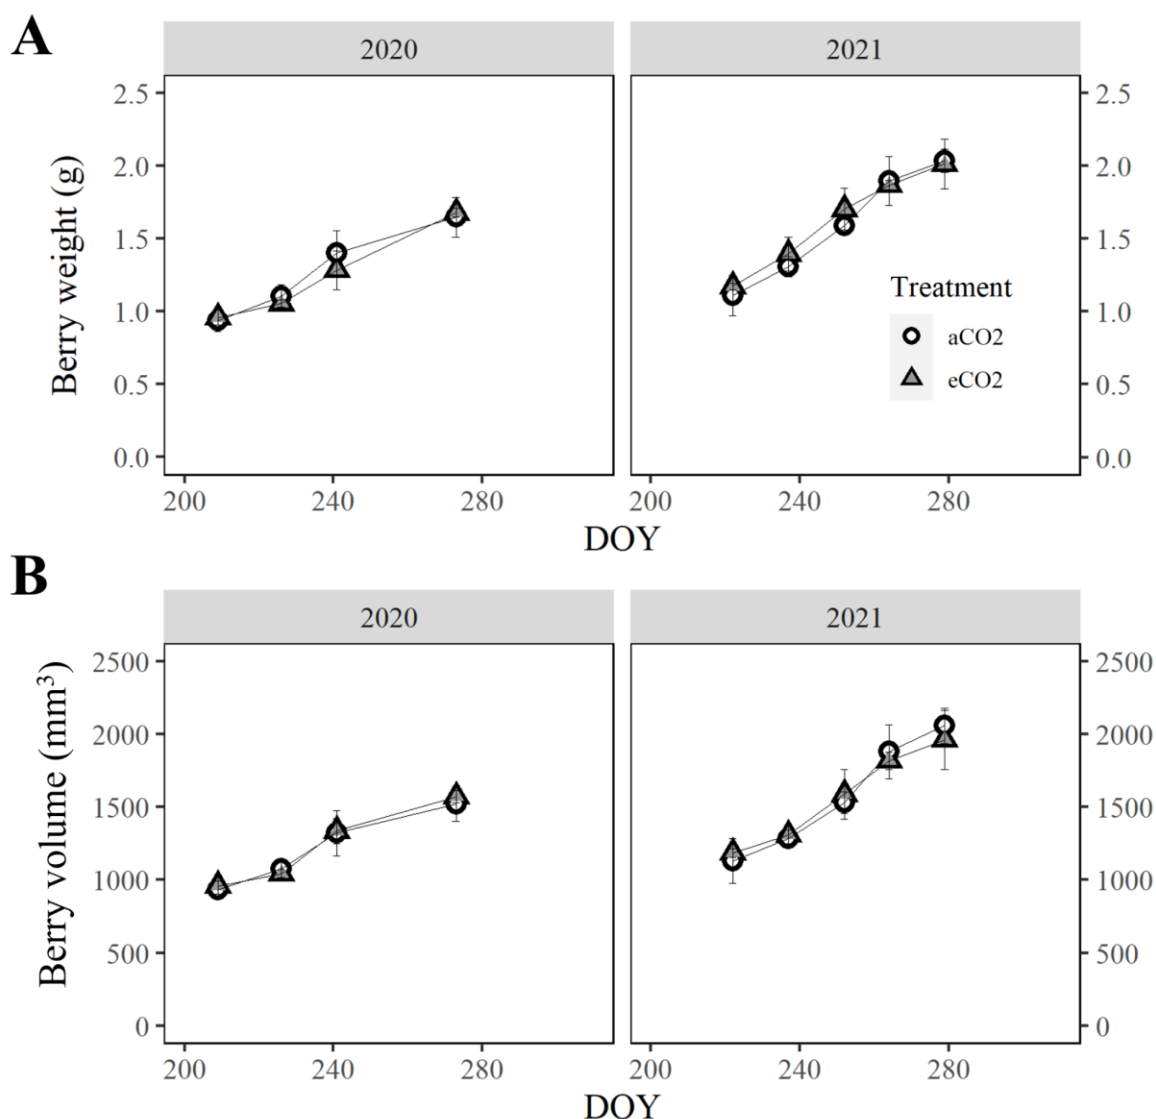 A
2020 2021
Berry weight (g)
2.5 2.5
2.0 2.0
1.5 1.5
Treatment
1.0 1.0
aCO2
0.5 0.5
eCO2
0.0 0.0
200 240 280 200 240 280
DOY
B
2020 2021
Berry volume (mm³)
2500 2500
2000 2000
1500 1500
1000 1000
500 500
0 0
200 240 280 200 240 280
DOY